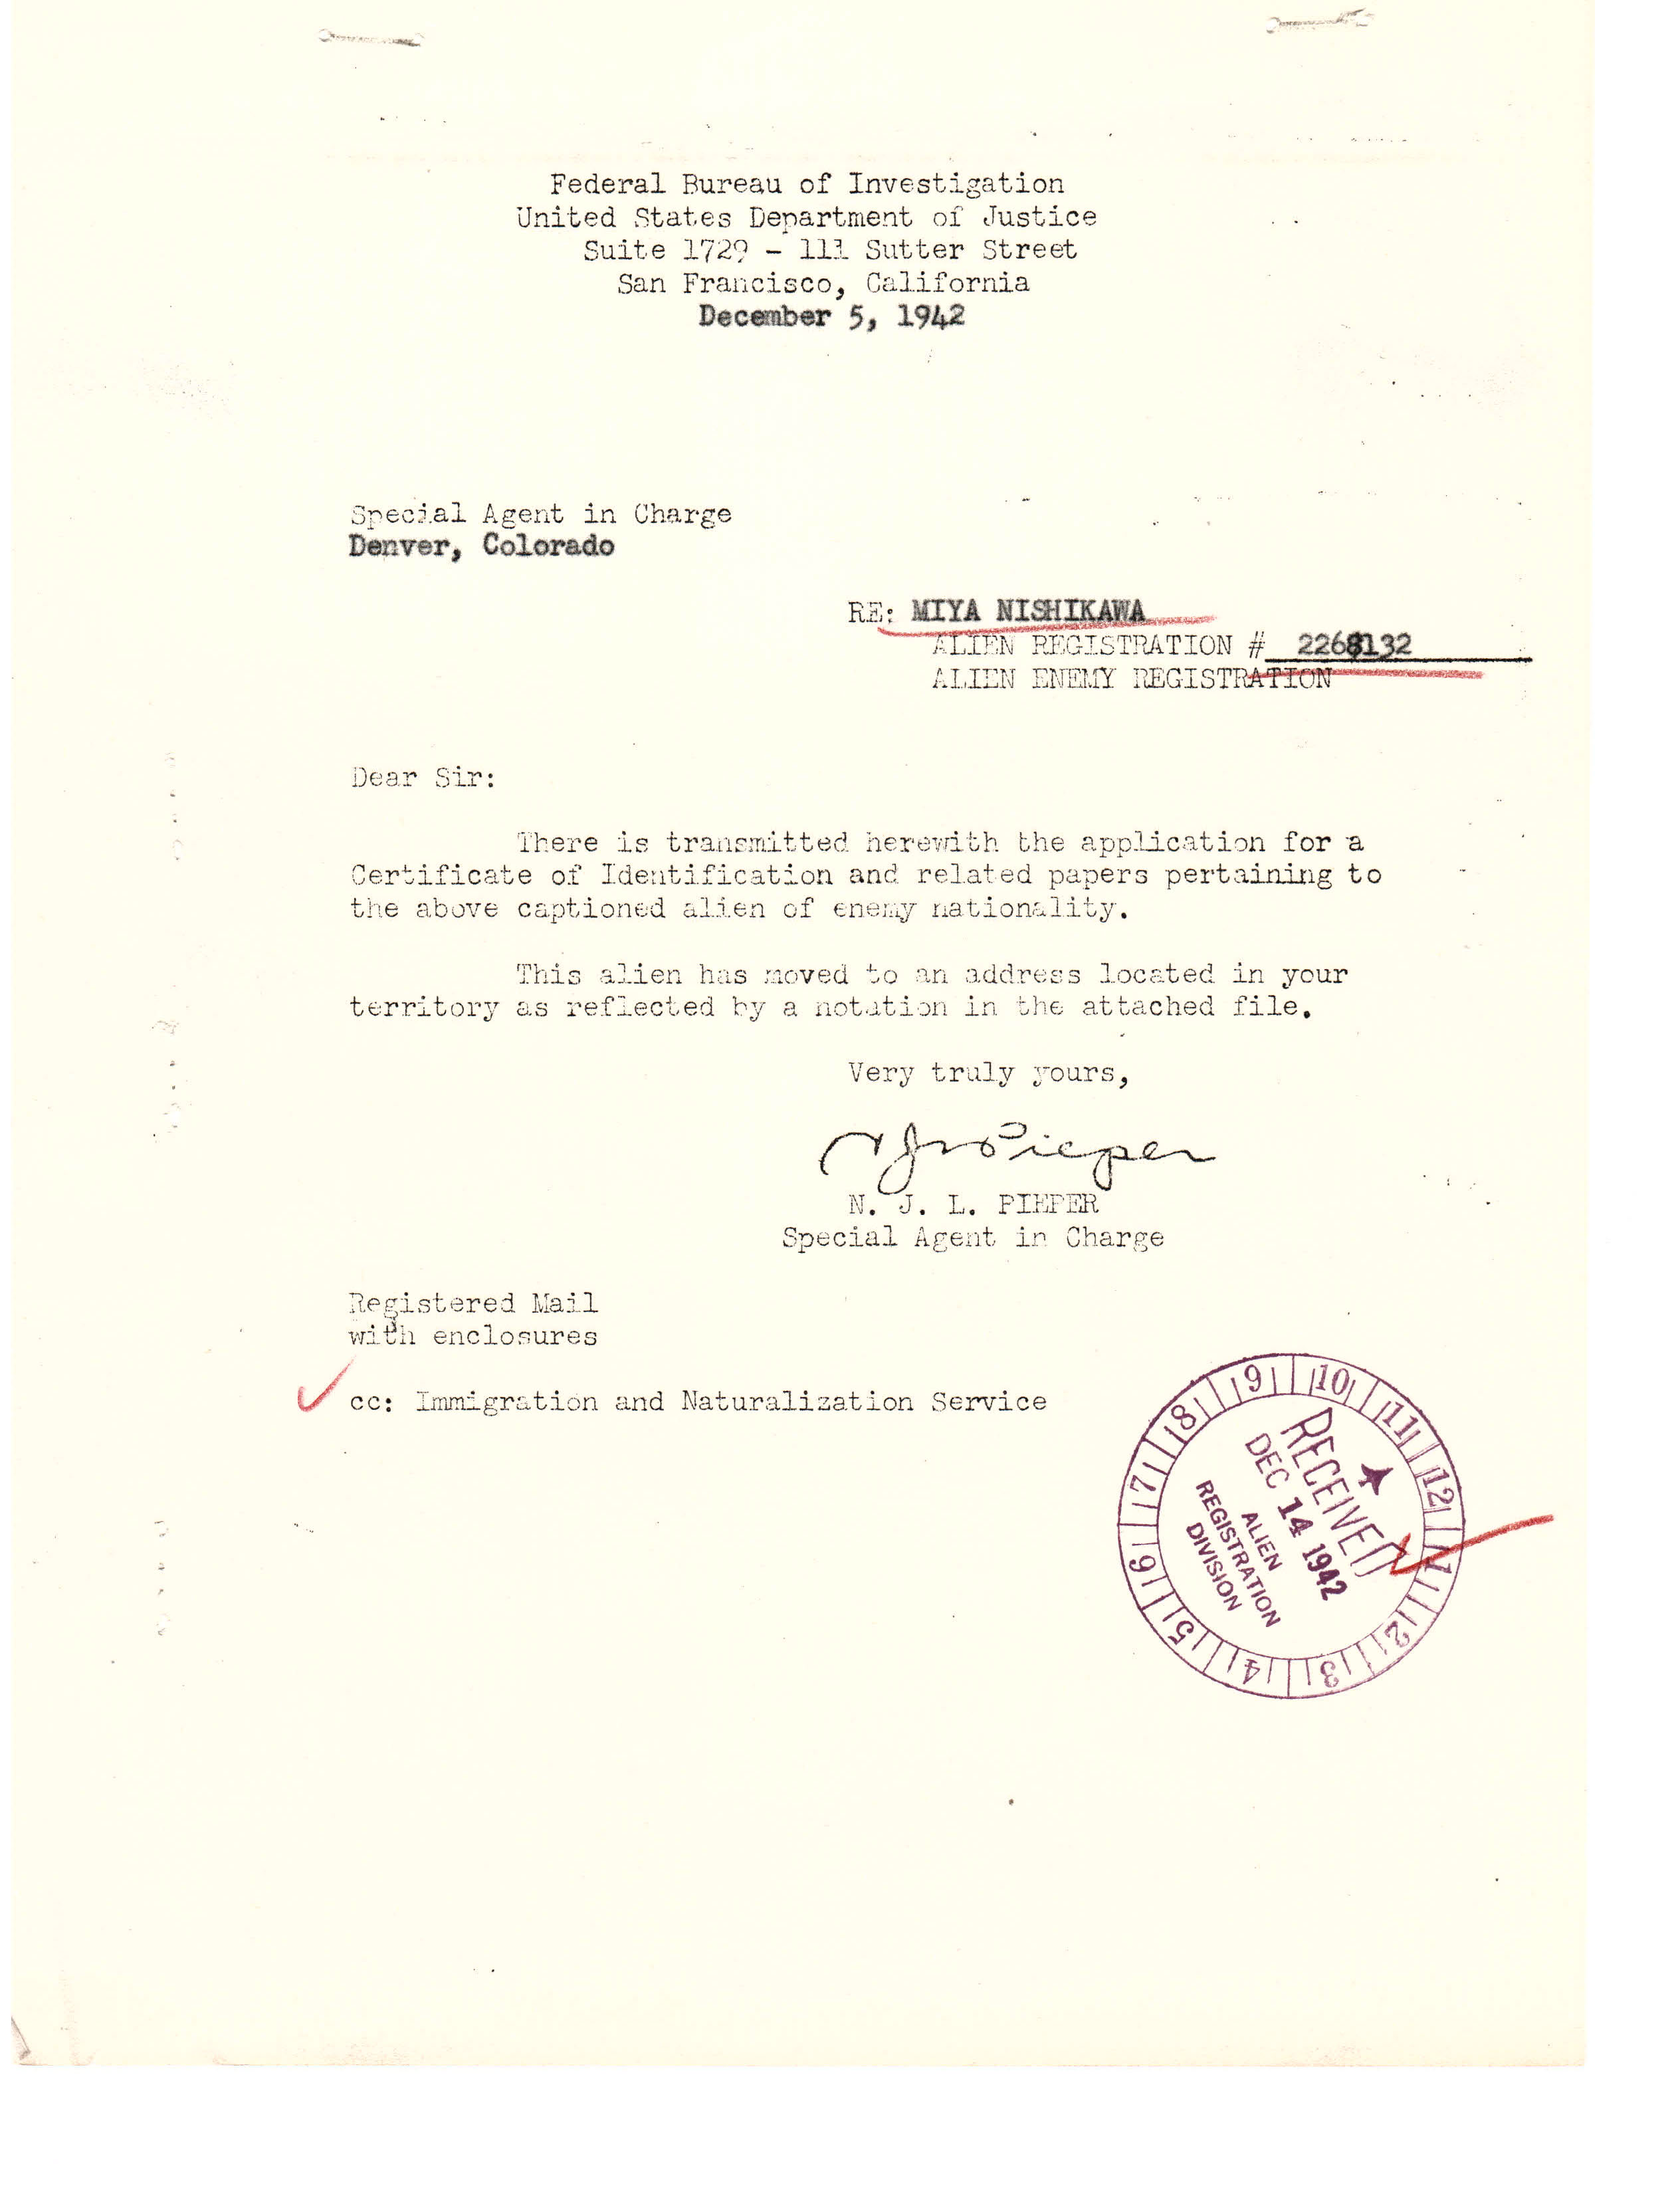 Federal Bureau of Investigation
United States Department of Justice
Suite 1729 - 111 Sutter Street
San Francisco, California
December 5, 1942
Special Agent in Charge
Denver, Colorado
RE: MIYA NISHIKAWA
ALIEN REGISTRATION # 2268132
ALIEN ENEMY REGISTRATION
Dear Sir:
There is transmitted herewith the application for a
Certificate of Identification and related papers pertaining to
the above captioned alien of enemy nationality.
This alien has moved to an address located in your
territory as reflected by a notation in the attached file.
Very truly yours,
N J L Pieper
N. J. L. PIEPER
Special Agent in Charge
Registered Mail
with enclosures
cc: Immigration and Naturalization Service
RECEIVED
DEC 14 1942
ALIEN
REGISTRATION
DIVISION
1 2 3 4 5 6 7 8 9 10 11 12